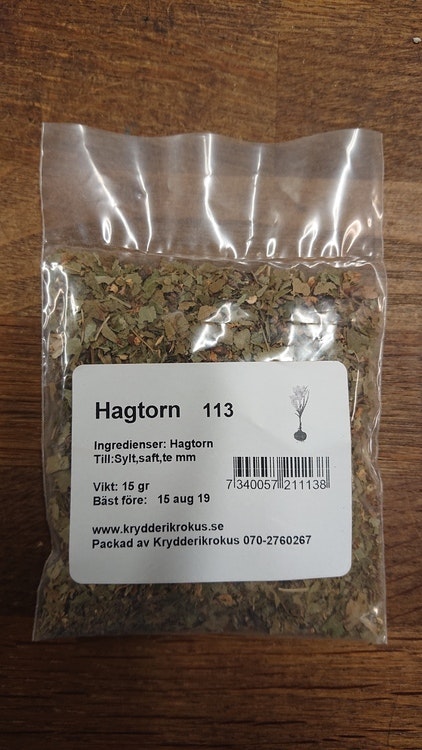 Hagtorn 113
Ingredienser: Hagtorn
Till:Sylt,saft,te mm
7 340057 211138
Vikt: 15 gr
Bäst före: 15 aug 19
www.krydderikrokus.se
Packad av Krydderikrokus 070-2760267